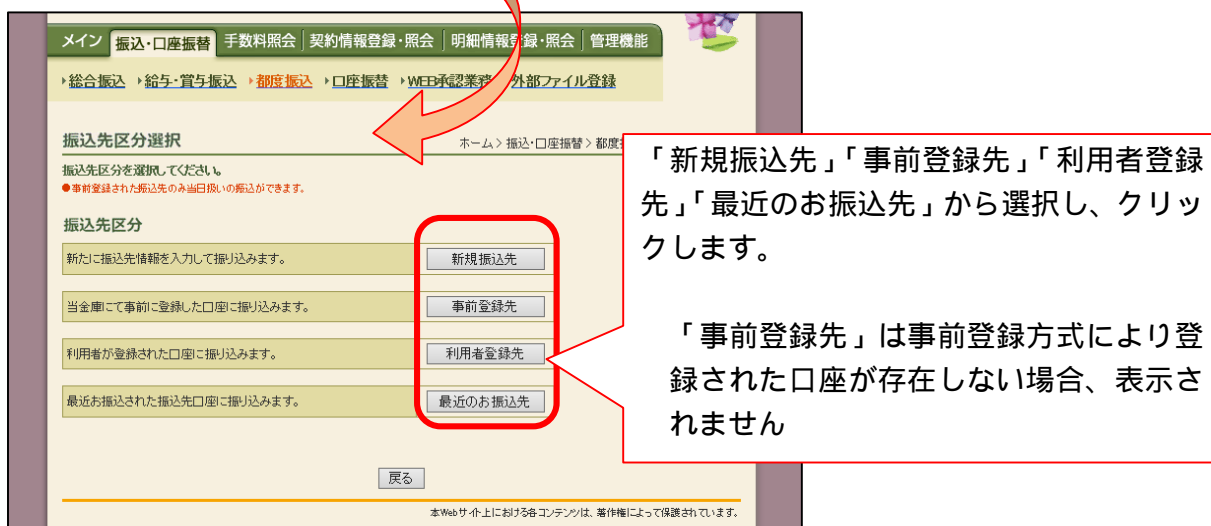 メイン 振込・口座振替 手数料照会 契約情報登録・照会 明細情報登録・照会 管理機能
総合振込 給与・賞与振込 都度振込 口座振替 WEB承認業務 外部ファイル登録
振込先区分選択
ホーム > 振込・口座振替 > 都度
振込先区分を選択してください。
●事前登録された振込先のみ当日扱いの振込ができます。
振込先区分
新たに振込先情報を入力して振り込みます。 新規振込先
当金庫にて事前に登録した口座に振り込みます。 事前登録先
利用者が登録された口座に振り込みます。 利用者登録先
最近お振込された振込先口座に振り込みます。 最近のお振込先
戻る
本Webサイト上における各コンテンツは、著作権によって保護されています。
「新規振込先」「事前登録先」「利用者登録
先」「最近のお振込先」から選択し、クリッ
クします。
「事前登録先」は事前登録方式により登
録された口座が存在しない場合、表示さ
れません